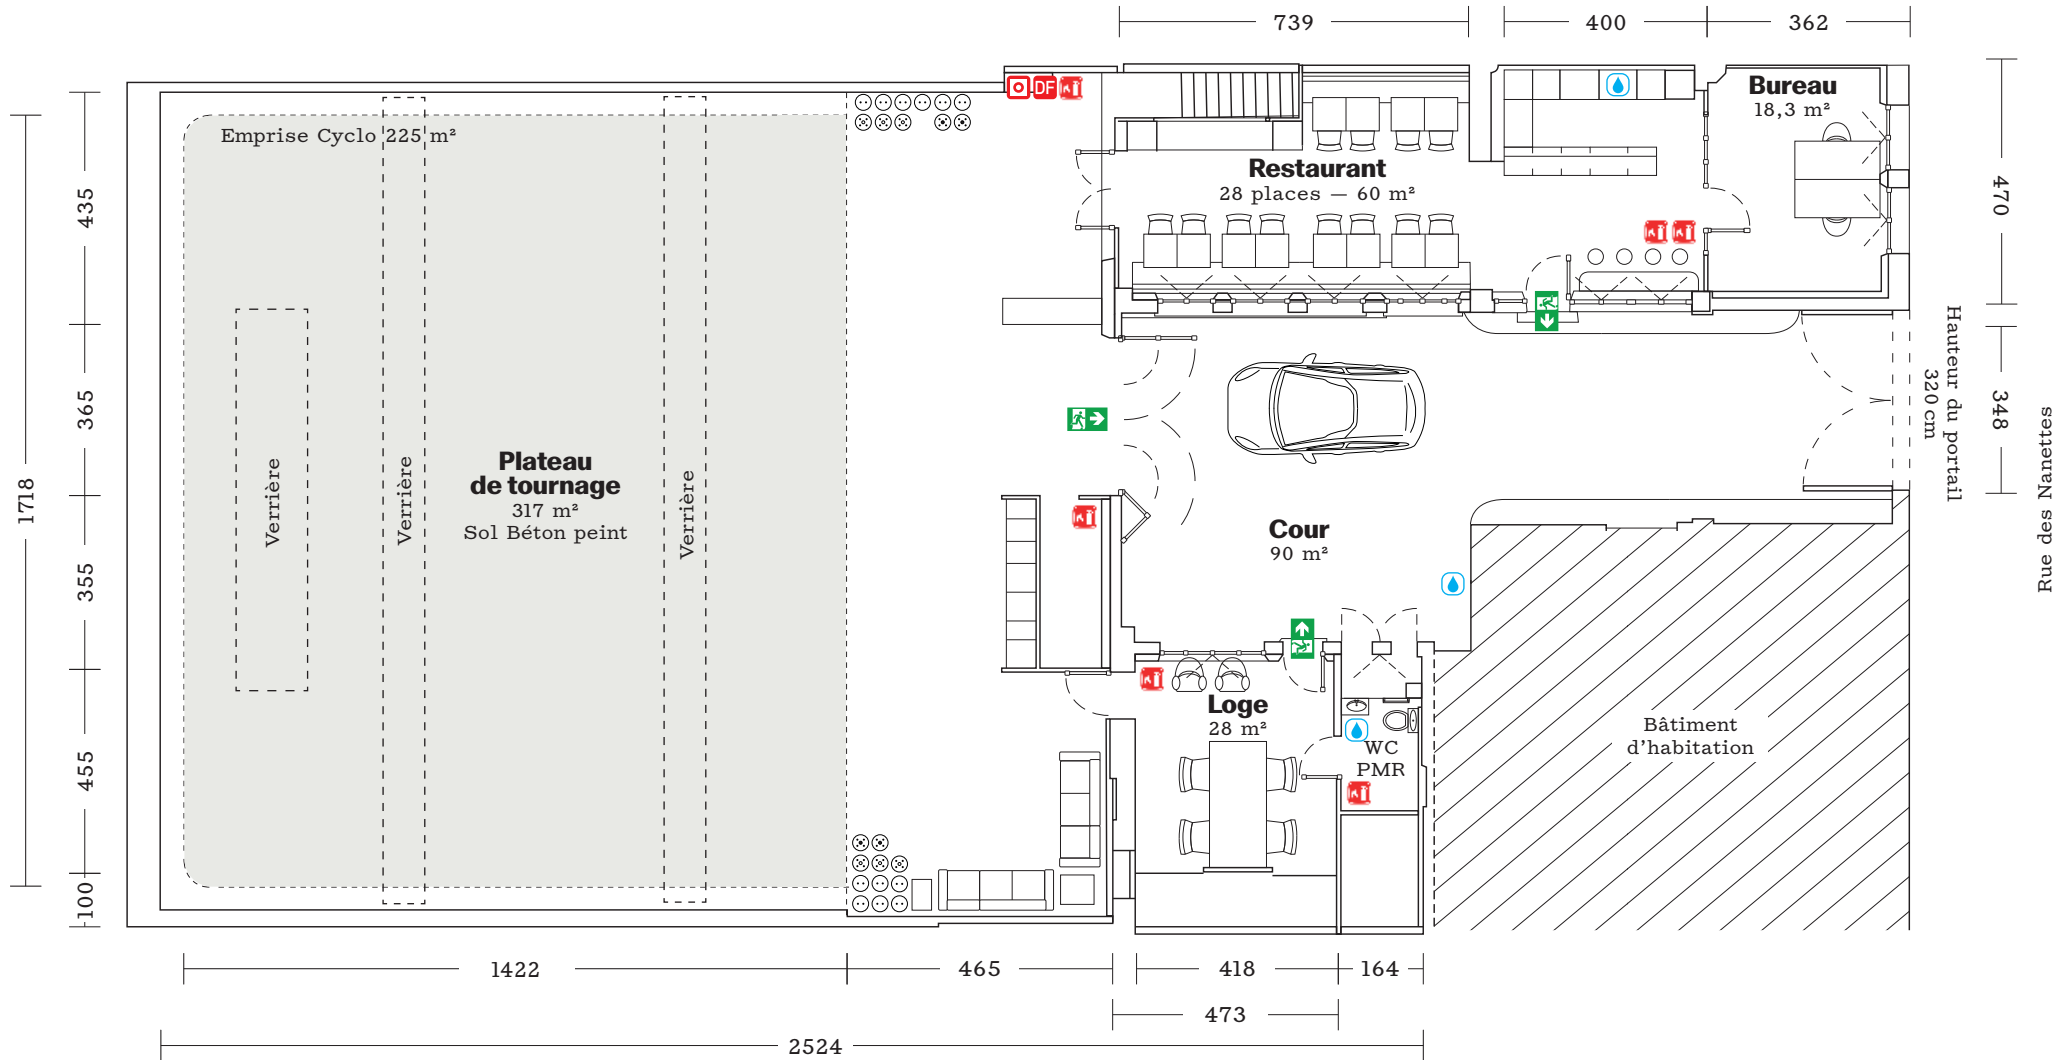 739
400
362
DF
Bureau
18,3 m²
Emprise Cyclo 225 m²
Restaurant
28 places — 60 m²
435
470
365
348
Hauteur du portail
320 cm
Rue des Nanettes
1718
Verrière
Verrière
Verrière
Plateau
de tournage
317 m²
Sol Béton peint
Cour
90 m²
355
Loge
28 m²
WC
PMR
Bâtiment
d'habitation
455
100
1422
465
418
164
473
2524